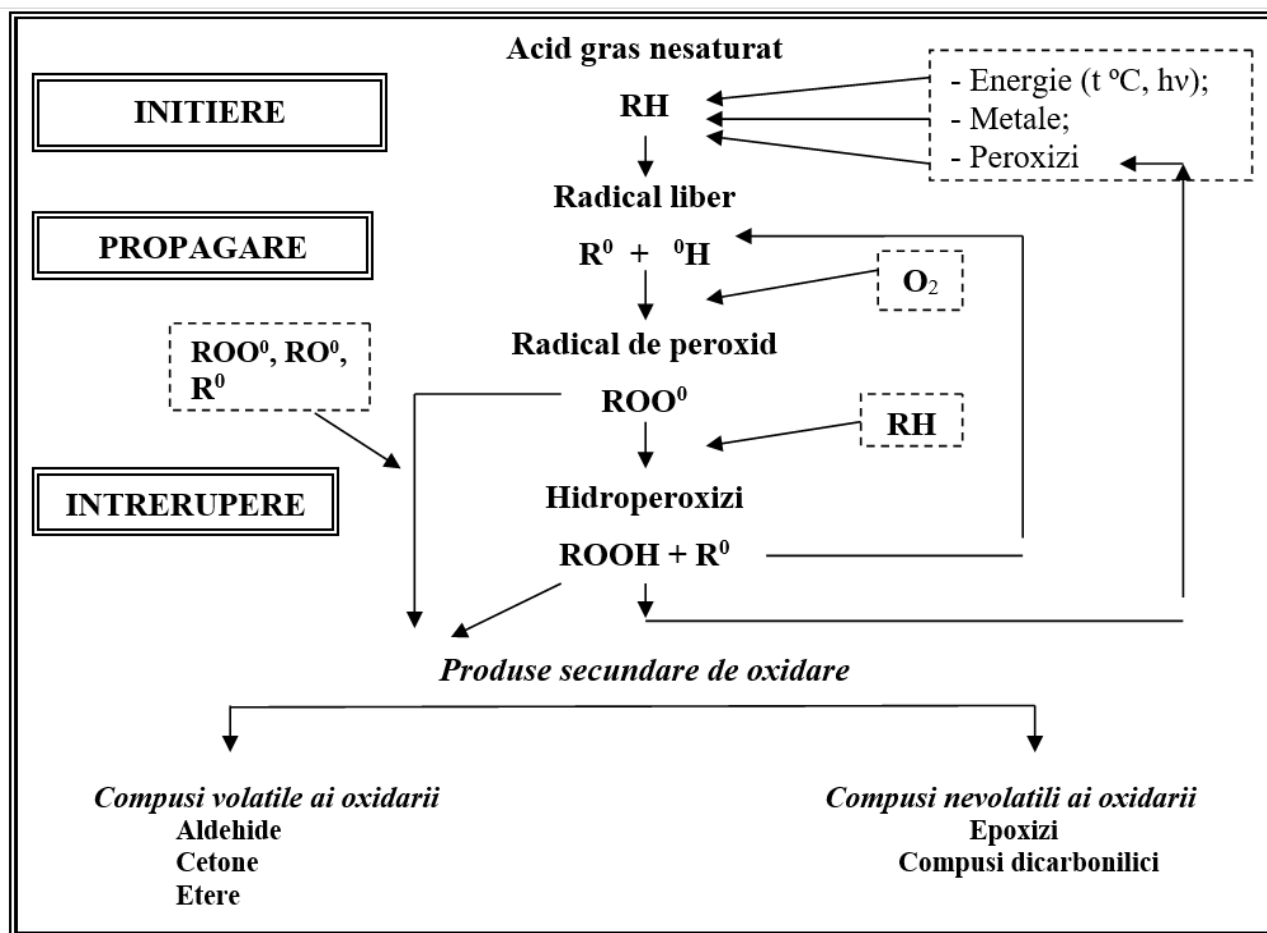 Acid gras nesaturat
INITIERE
RH
- Energie (t ºC, hν);
- Metale;
- Peroxizi
Radical liber
PROPAGARE
R⁰ + ⁰H
O₂
Radical de peroxid
ROO⁰, RO⁰,
R⁰
ROO⁰
RH
INTRERUPERE
Hidroperoxizi
ROOH + R⁰
Produse secundare de oxidare
Compusi volatile ai oxidarii
Aldehide
Cetone
Etere
Compusi nevolatili ai oxidarii
Epoxizi
Compusi dicarbonilici